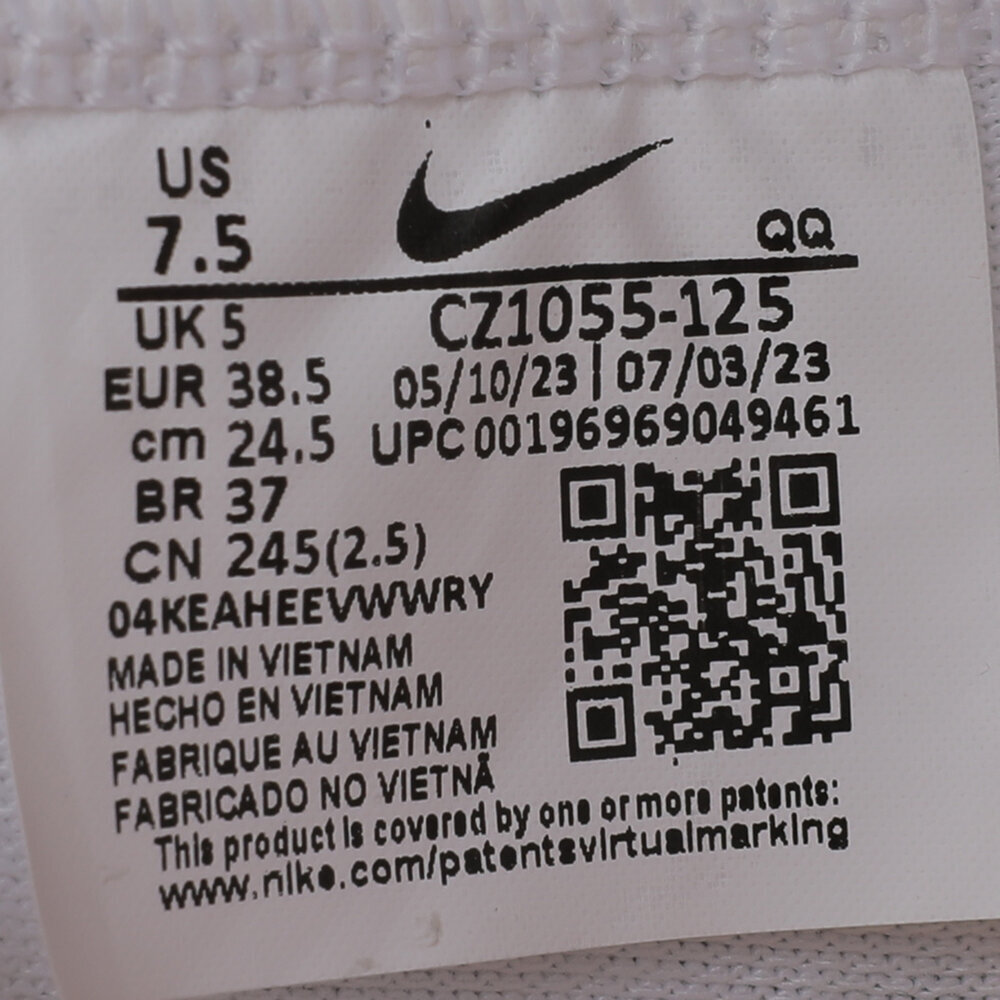 US
7.5
QQ
UK 5
CZ1055-125
EUR 38.5
05/10/23 | 07/03/23
cm 24.5
UPC 00196969049461
BR 37
CN 245(2.5)
04KEAHEEVWWRY
MADE IN VIETNAM
HECHO EN VIETNAM
FABRIQUE AU VIETNAM
FABRICADO NO VIETNÃ
This product is covered by one or more patents:
www.nike.com/patentsvirtualmarking